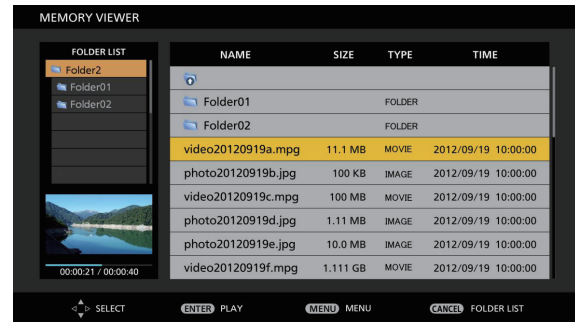 MEMORY VIEWER
FOLDER LIST
Folder2
Folder01
Folder02
00:00:21 / 00:00:40
NAME SIZE TYPE TIME
Folder01 FOLDER
Folder02 FOLDER
video20120919a.mpg 11.1 MB MOVIE 2012/09/19 10:00:00
photo20120919b.jpg 100 KB IMAGE 2012/09/19 10:00:00
video20120919c.mpg 100 MB MOVIE 2012/09/19 10:00:00
photo20120919d.jpg 1.11 MB IMAGE 2012/09/19 10:00:00
photo20120919e.jpg 10.0 MB IMAGE 2012/09/19 10:00:00
video20120919f.mpg 1.111 GB MOVIE 2012/09/19 10:00:00
SELECT ENTER PLAY MENU MENU CANCEL FOLDER LIST